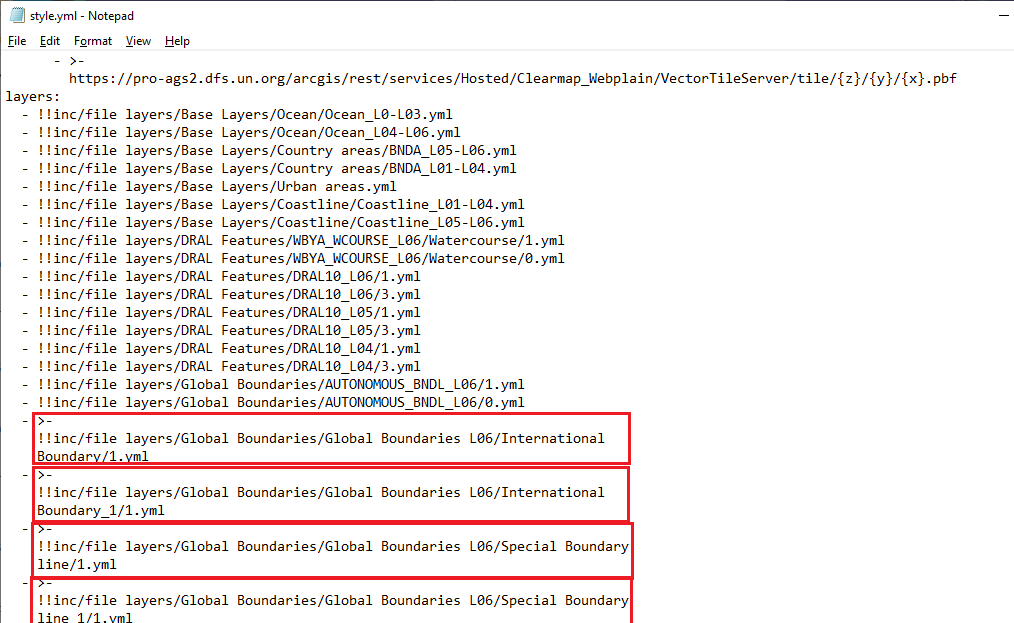 style.yml - Notepad
File Edit Format View Help
- >-
https://pro-ags2.dfs.un.org/arcgis/rest/services/Hosted/Clearmap_Webplain/VectorTileServer/tile/{z}/{y}/{x}.pbf
layers:
- !!inc/file layers/Base Layers/Ocean/Ocean_L0-L03.yml
- !!inc/file layers/Base Layers/Ocean/Ocean_L04-L06.yml
- !!inc/file layers/Base Layers/Country areas/BNDA_L05-L06.yml
- !!inc/file layers/Base Layers/Country areas/BNDA_L01-L04.yml
- !!inc/file layers/Base Layers/Urban areas.yml
- !!inc/file layers/Base Layers/Coastline/Coastline_L01-L04.yml
- !!inc/file layers/Base Layers/Coastline/Coastline_L05-L06.yml
- !!inc/file layers/DRAL Features/WBYA_WCOURSE_L06/Watercourse/1.yml
- !!inc/file layers/DRAL Features/WBYA_WCOURSE_L06/Watercourse/0.yml
- !!inc/file layers/DRAL Features/DRAL10_L06/1.yml
- !!inc/file layers/DRAL Features/DRAL10_L06/3.yml
- !!inc/file layers/DRAL Features/DRAL10_L05/1.yml
- !!inc/file layers/DRAL Features/DRAL10_L05/3.yml
- !!inc/file layers/DRAL Features/DRAL10_L04/1.yml
- !!inc/file layers/DRAL Features/DRAL10_L04/3.yml
- !!inc/file layers/Global Boundaries/AUTONOMOUS_BNDL_L06/1.yml
- !!inc/file layers/Global Boundaries/AUTONOMOUS_BNDL_L06/0.yml
- >-
!!inc/file layers/Global Boundaries/Global Boundaries L06/International
Boundary/1.yml
- >-
!!inc/file layers/Global Boundaries/Global Boundaries L06/International
Boundary_1/1.yml
- >-
!!inc/file layers/Global Boundaries/Global Boundaries L06/Special Boundary
line/1.yml
- >-
!!inc/file layers/Global Boundaries/Global Boundaries L06/Special Boundary
line 1/1.yml